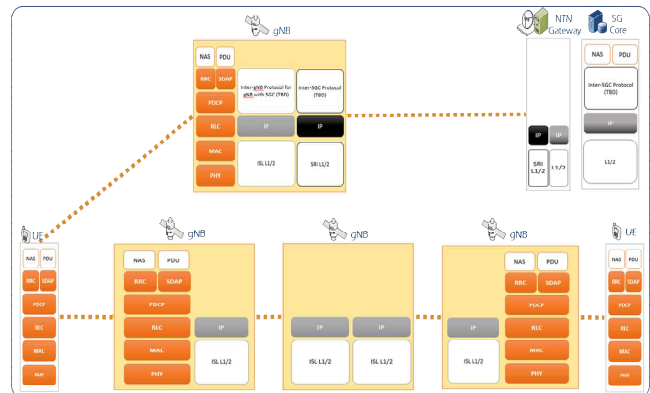 gNB
NTN
Gateway
5G
Core
NAS PDU
RRC SDAP
PDCP
RLC
MAC
PHY
Inter-gNB Protocol for
gNB with 5GC (TBD)
IP
ISL L1/2
Inter-5GC Protocol
(TBD)
IP
SRI L1/2
IP IP
SRI
L1/2
L1/2
NAS PDU
Inter-5GC Protocol
(TBD)
IP
L1/2
UE
NAS PDU
RRC SDAP
PDCP
RLC
MAC
PHY
gNB
NAS PDU
RRC SDAP
PDCP
RLC
MAC
PHY
IP
ISL L1/2
gNB
IP IP
ISL L1/2 ISL L1/2
gNB
IP
ISL L1/2
NAS PDU
RRC SDAP
PDCP
RLC
MAC
PHY
UE
NAS PDU
RRC SDAP
PDCP
RLC
MAC
PHY